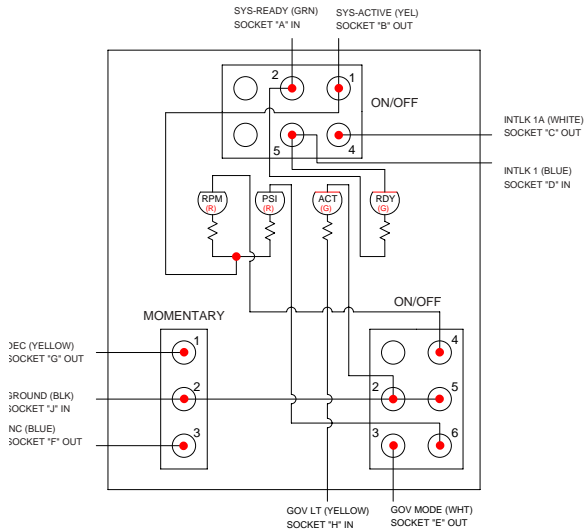 SYS-READY (GRN)
SOCKET "A" IN
SYS-ACTIVE (YEL)
SOCKET "B" OUT
2
1
ON/OFF
5
4
INTLK 1A (WHITE)
SOCKET "C" OUT
INTLK 1 (BLUE)
SOCKET "D" IN
RPM
(R)
PSI
(R)
ACT
(G)
RDY
(G)
MOMENTARY
ON/OFF
1
2
3
4
2
5
3
6
(YELLOW)
SOCKET "G" OUT
(BLK)
SOCKET "J" IN
(BLUE)
SOCKET "F" OUT
GOV LT (YELLOW)
SOCKET "H" IN
GOV MODE (WHT)
SOCKET "E" OUT